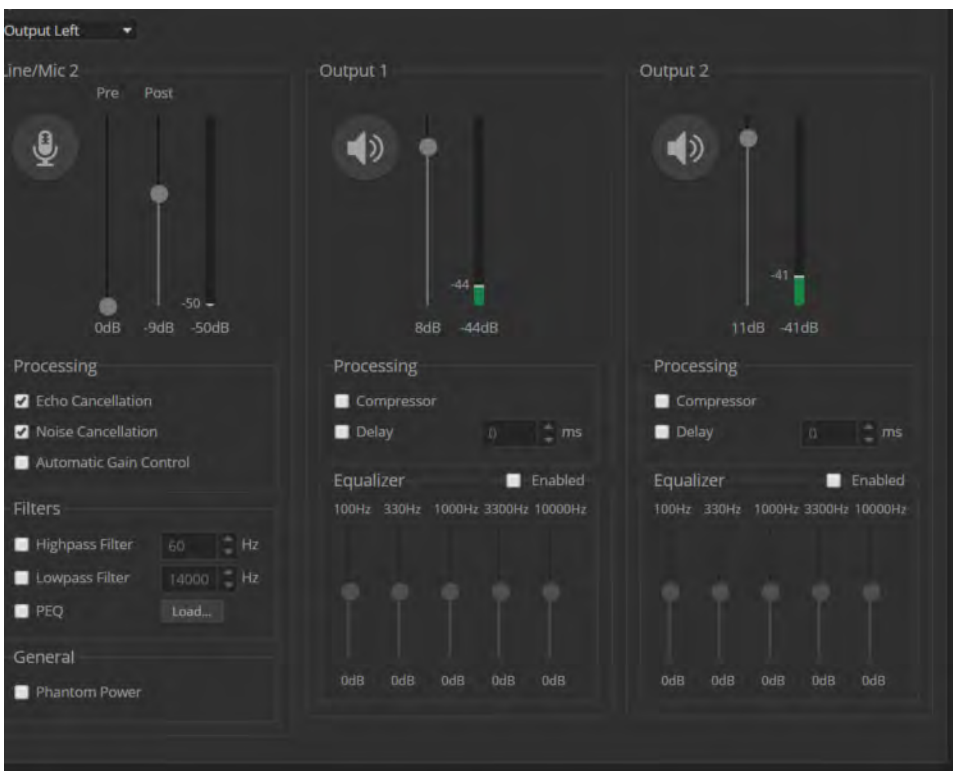 Output Left
Line/Mic 2
Pre Post
-50
0dB -9dB -50dB
Processing
Echo Cancellation
Noise Cancellation
Automatic Gain Control
Filters
Highpass Filter 60 Hz
Lowpass Filter 14000 Hz
PEQ Load...
General
Phantom Power
Output 1
-44
8dB -44dB
Processing
Compressor
Delay 0 ms
Equalizer Enabled
100Hz 330Hz 1000Hz 3300Hz 10000Hz
0dB 0dB 0dB 0dB 0dB
Output 2
-41
11dB -41dB
Processing
Compressor
Delay 0 ms
Equalizer Enabled
100Hz 330Hz 1000Hz 3300Hz 10000Hz
0dB 0dB 0dB 0dB 0dB